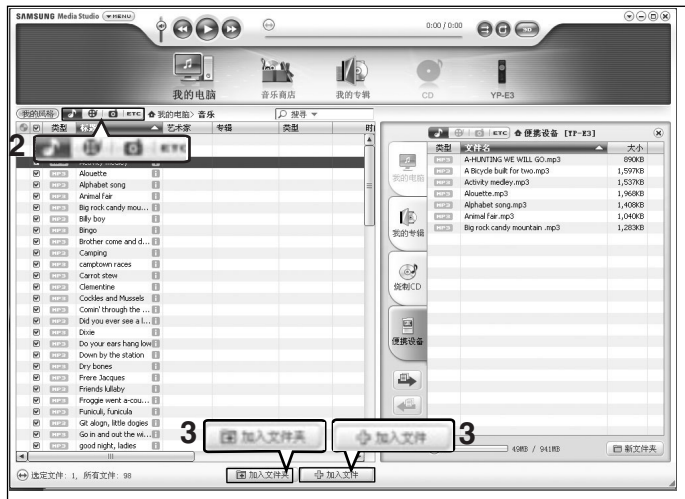 SAMSUNG Media Studio MENU
0:00 / 0:00
3D
我的电脑 音乐商店 我的专辑 CD YP-E3
我的风格 ETC 我的电脑> 音乐 搜寻
类型 艺术家 专辑 类型
2
ETC
Alouette
Alphabet song
Animal fair
Big rock candy mou...
Billy boy
Bingo
Brother come and d...
Camping
camptown races
Carrot stew
Clementine
Cockles and Mussels
Comin' through the ...
Did you ever see a l...
Dixie
Do your ears hang low
Down by the station
Dry bones
Frere Jacques
Friends lullaby
Froggie went a-cou...
Funiculi, funicula
Git alogn, little dogies
Go in and out the wi...
good night, ladies
ETC 便携设备 [YP-E3]
类型 文件名 大小
MP3 A-HUNTING WE WILL GO.mp3 890KB
MP3 A Bicycle built for two.mp3 1,597KB
MP3 Activity medley.mp3 1,537KB
MP3 Alouette.mp3 1,968KB
MP3 Alphabet song.mp3 1,408KB
MP3 Animal fair.mp3 1,040KB
MP3 Big rock candy mountain .mp3 1,283KB
我的电脑
我的专辑
烧制CD
便携设备
3 加入文件夹 加入文件 3
49MB / 941MB 新文件夹
选定文件: 1, 所有文件: 98 加入文件夹 加入文件